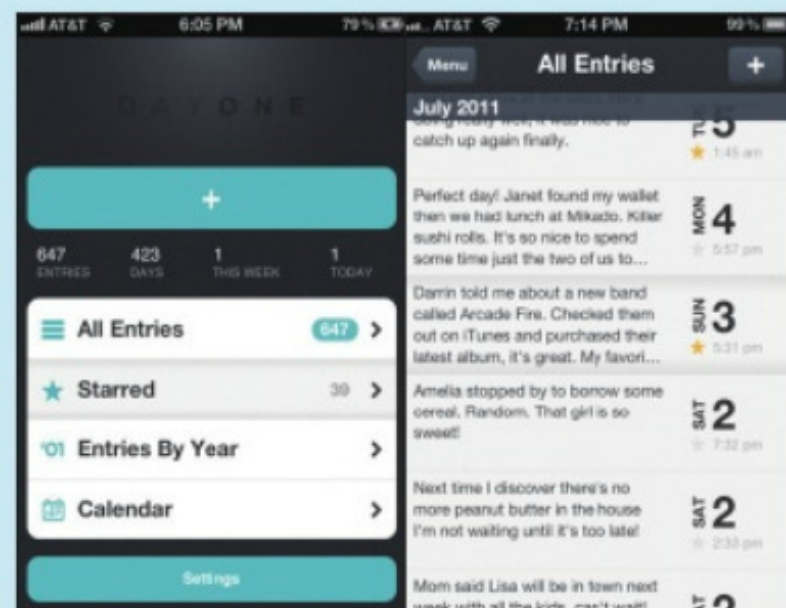 AT&T 6:05 PM 79%
DAYONE
+
647 423 1 1
ENTRIES DAYS THIS WEEK TODAY
All Entries 647
Starred 39
'01 Entries By Year
Calendar
Settings
AT&T 7:14 PM 99%
Menu All Entries +
July 2011
TUE 5
catch up again finally.
1:45 am
Perfect day! Janet found my wallet
then we had lunch at Mikado. Killer
sushi rolls. It's so nice to spend
some time just the two of us to...
MON 4
5:57 pm
Darrin told me about a new band
called Arcade Fire. Checked them
out on iTunes and purchased their
latest album, it's great. My favori...
SUN 3
5:31 pm
Amelia stopped by to borrow some
cereal. Random. That girl is so
sweet!
SAT 2
7:32 pm
Next time I discover there's no
more peanut butter in the house
I'm not waiting until it's too late!
SAT 2
2:33 pm
Mom said Lisa will be in town next
week with all the kids, can't wait!
SAT 2